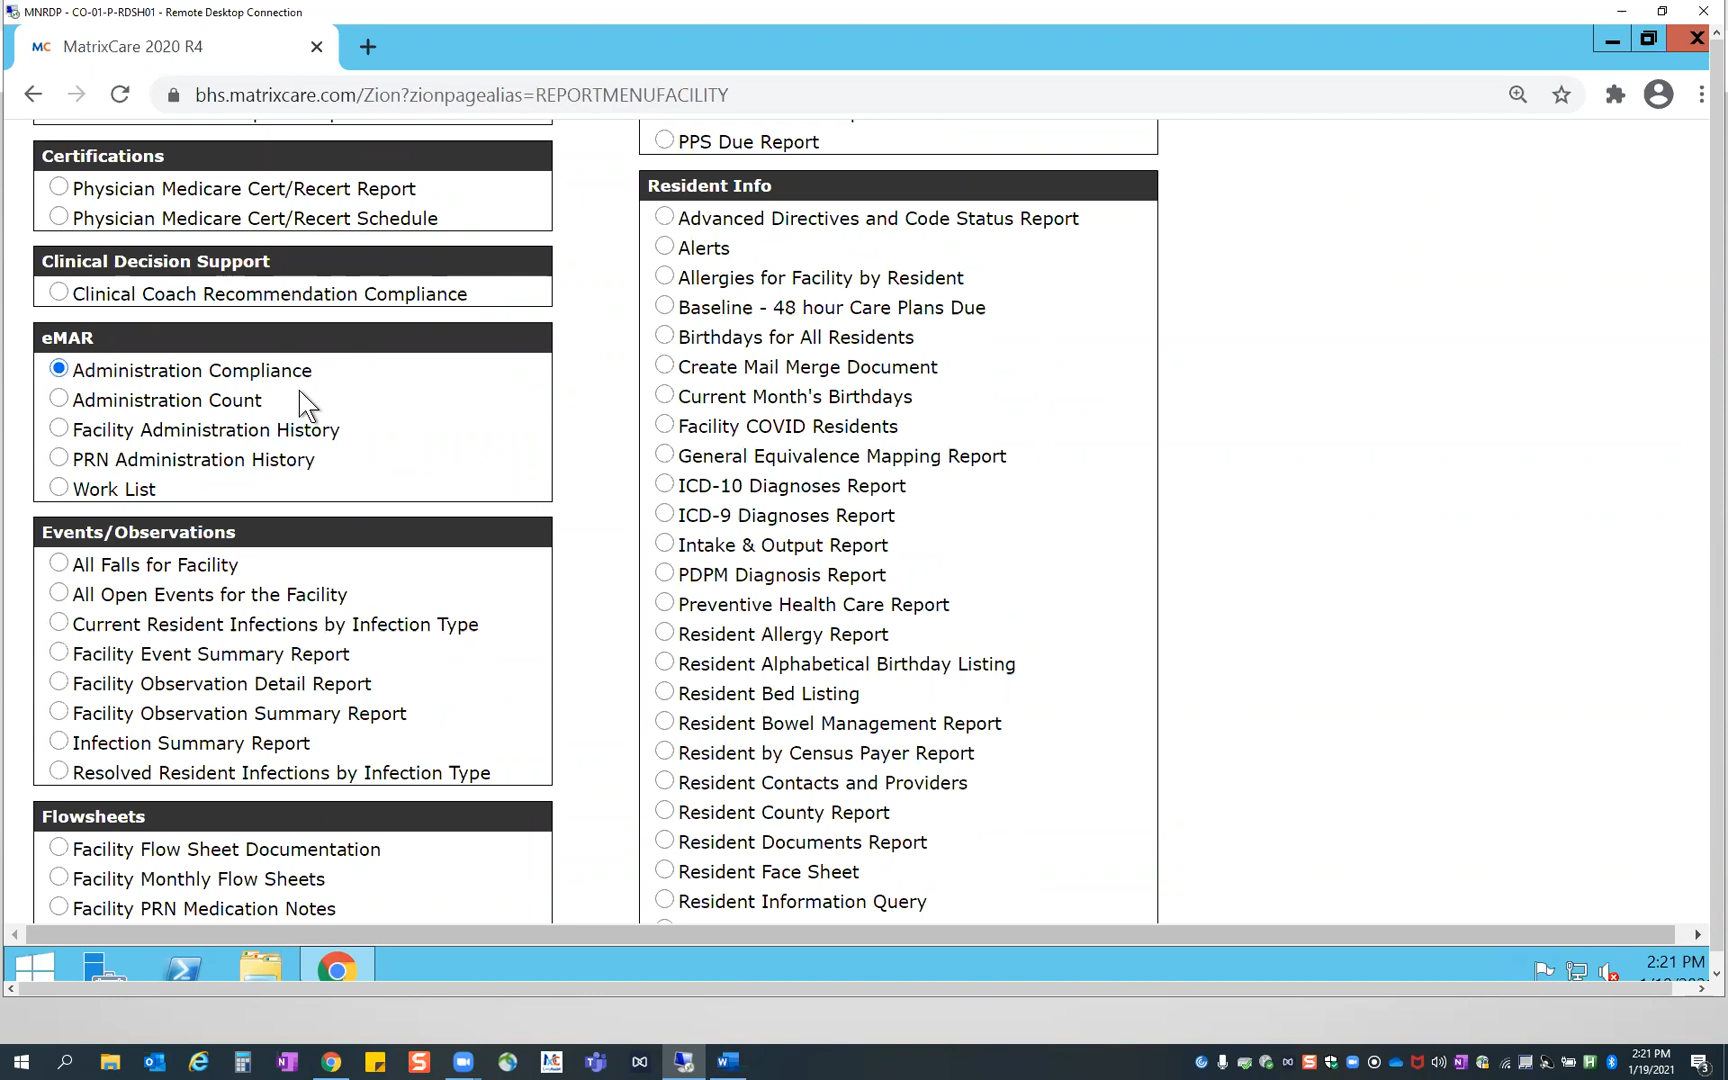 MNRDP - CO-01-P-RDSH01 - Remote Desktop Connection
MC MatrixCare 2020 R4
bhs.matrixcare.com/Zion?zionpagealias=REPORTMENUFACILITY
Certifications
Physician Medicare Cert/Recert Report
Physician Medicare Cert/Recert Schedule
Clinical Decision Support
Clinical Coach Recommendation Compliance
eMAR
Administration Compliance
Administration Count
Facility Administration History
PRN Administration History
Work List
Events/Observations
All Falls for Facility
All Open Events for the Facility
Current Resident Infections by Infection Type
Facility Event Summary Report
Facility Observation Detail Report
Facility Observation Summary Report
Infection Summary Report
Resolved Resident Infections by Infection Type
Flowsheets
Facility Flow Sheet Documentation
Facility Monthly Flow Sheets
Facility PRN Medication Notes
PPS Due Report
Resident Info
Advanced Directives and Code Status Report
Alerts
Allergies for Facility by Resident
Baseline - 48 hour Care Plans Due
Birthdays for All Residents
Create Mail Merge Document
Current Month's Birthdays
Facility COVID Residents
General Equivalence Mapping Report
ICD-10 Diagnoses Report
ICD-9 Diagnoses Report
Intake & Output Report
PDPM Diagnosis Report
Preventive Health Care Report
Resident Allergy Report
Resident Alphabetical Birthday Listing
Resident Bed Listing
Resident Bowel Management Report
Resident by Census Payer Report
Resident Contacts and Providers
Resident County Report
Resident Documents Report
Resident Face Sheet
Resident Information Query
2:21 PM
2:21 PM
1/19/2021